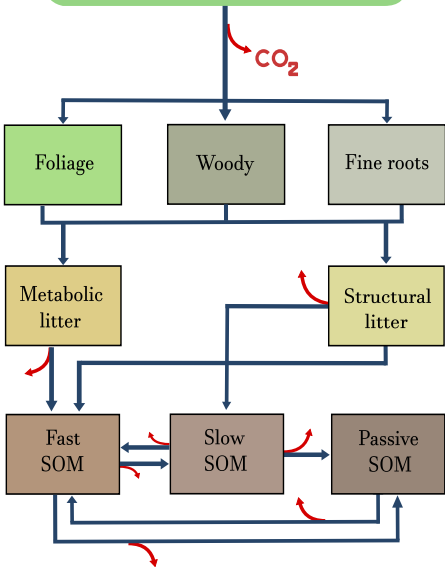 CO2
Foliage
Woody
Fine roots
Metabolic
litter
Structural
litter
Fast
SOM
Slow
SOM
Passive
SOM